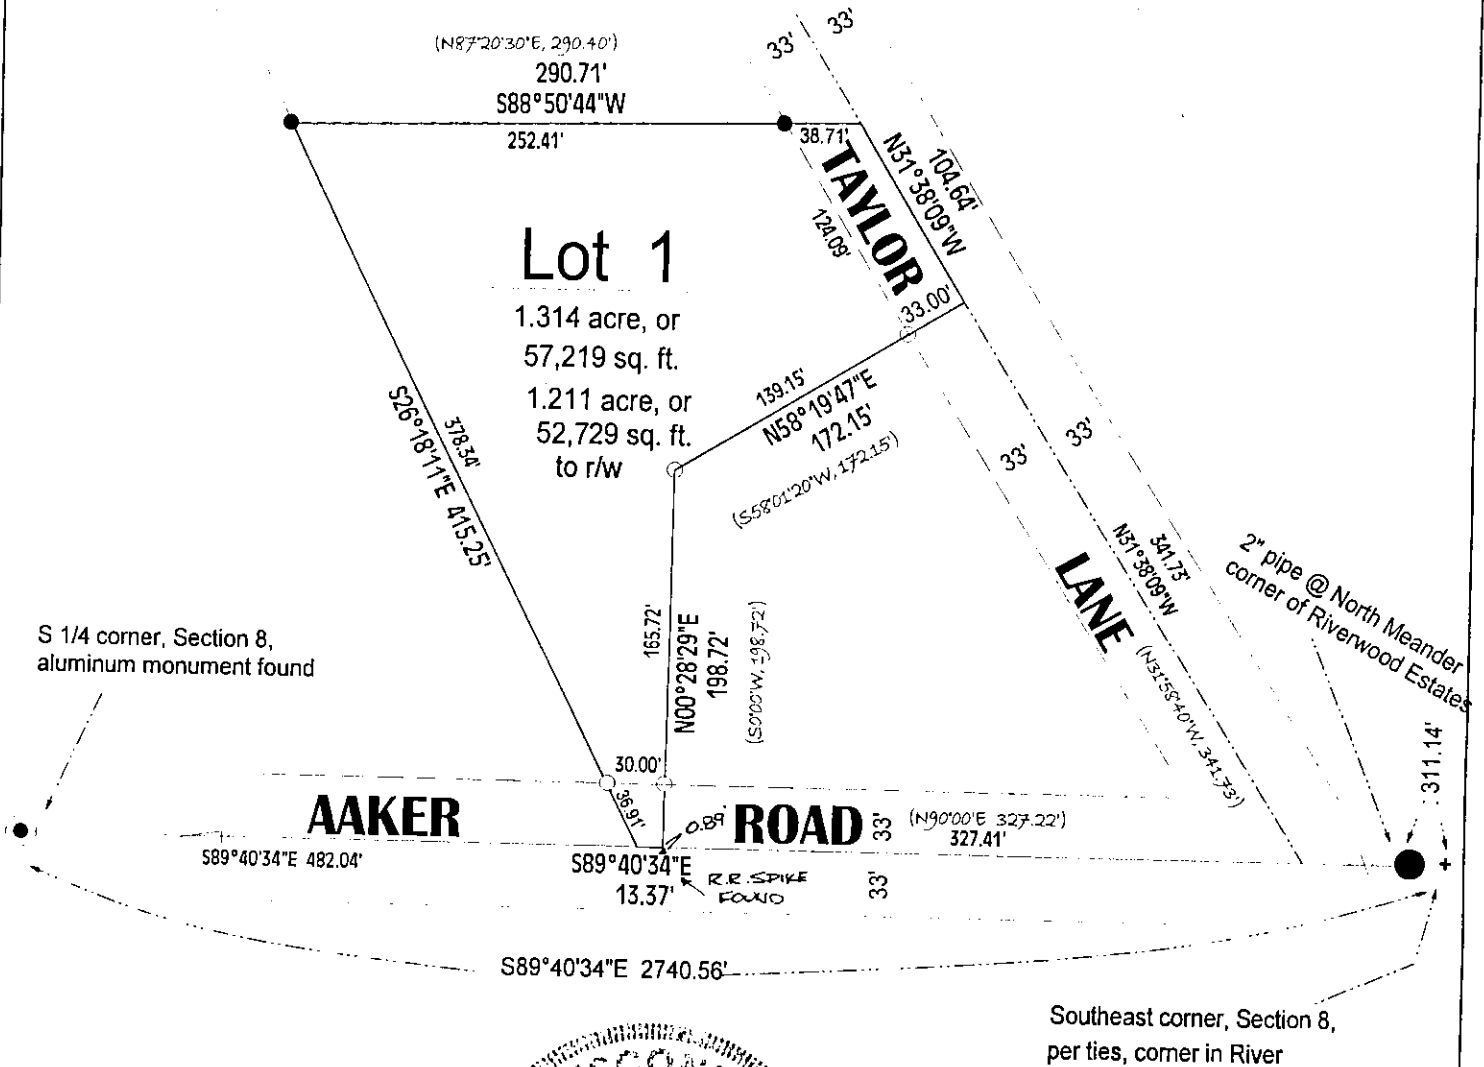 33'
33'
(N87°20'30"E, 290.40')
290.71'
S88°50'44"W
252.41'
38.71'
TAYLOR
N31°38'09"W
104.64'
124.09'
Lot 1
1.314 acre, or
57,219 sq. ft.
1.211 acre, or
52,729 sq. ft.
to r/w
33.00'
139.15'
N58°19'47"E
172.15'
(S58°01'20"W, 172.15')
S26°18'11"E 415.25'
378.34'
33'
33'
LANE
N31°38'09"W
341.73'
(N31°58'40"W, 341.73')
2" pipe @ North Meander
corner of Riverwood Estates
311.14'
S 1/4 corner, Section 8,
aluminum monument found
165.72'
N00°28'29"E
198.72'
(S0°00'W, 198.72')
30.00'
36.91'
AAKER ROAD
0.89'
33'
(N90°00'E 327.22')
327.41'
S89°40'34"E 482.04'
S89°40'34"E
13.37'
R.R. SPIKE
FOUND
33'
S89°40'34"E 2740.56'
Southeast corner, Section 8,
per ties, corner in River